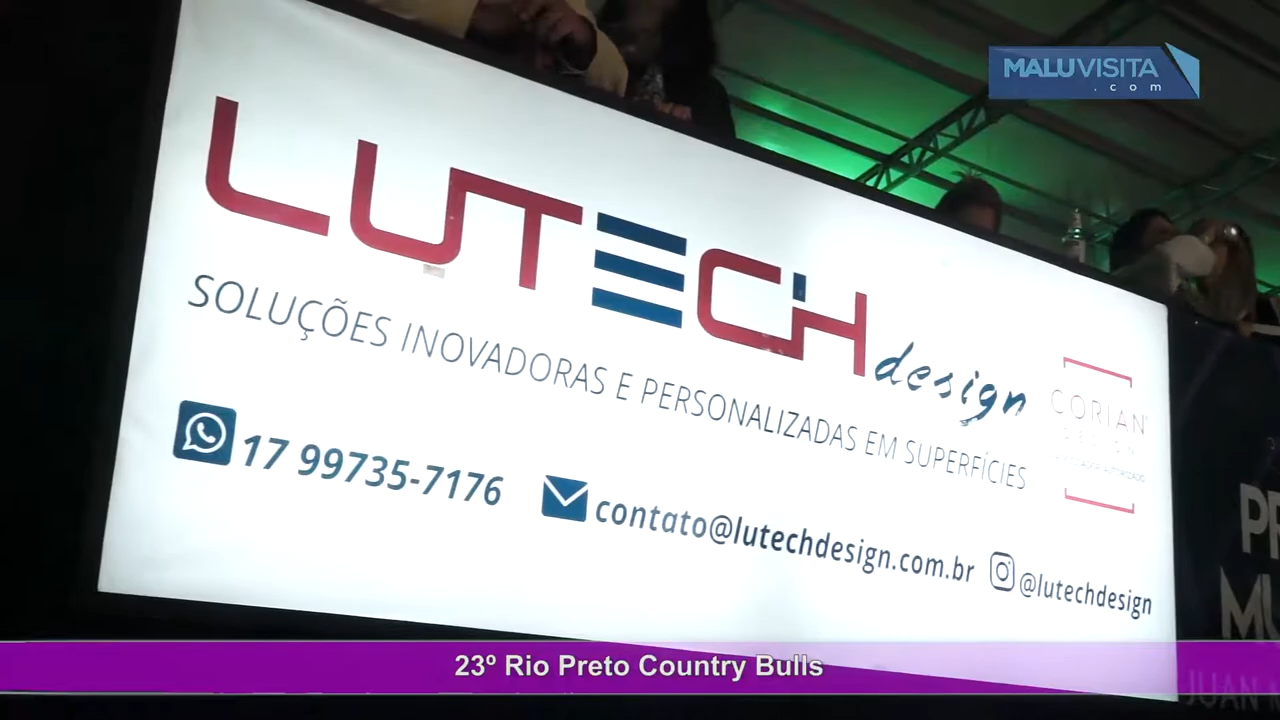 MALUVISITA
.com
LUTECH
design
SOLUÇÕES INOVADORAS E PERSONALIZADAS EM SUPERFÍCIES
CORIAN
17 99735-7176
contato@lutechdesign.com.br
@lutechdesign
23º Rio Preto Country Bulls